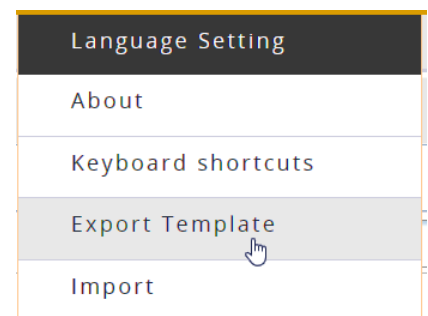 Language Setting
About
Keyboard shortcuts
Export Template
Import